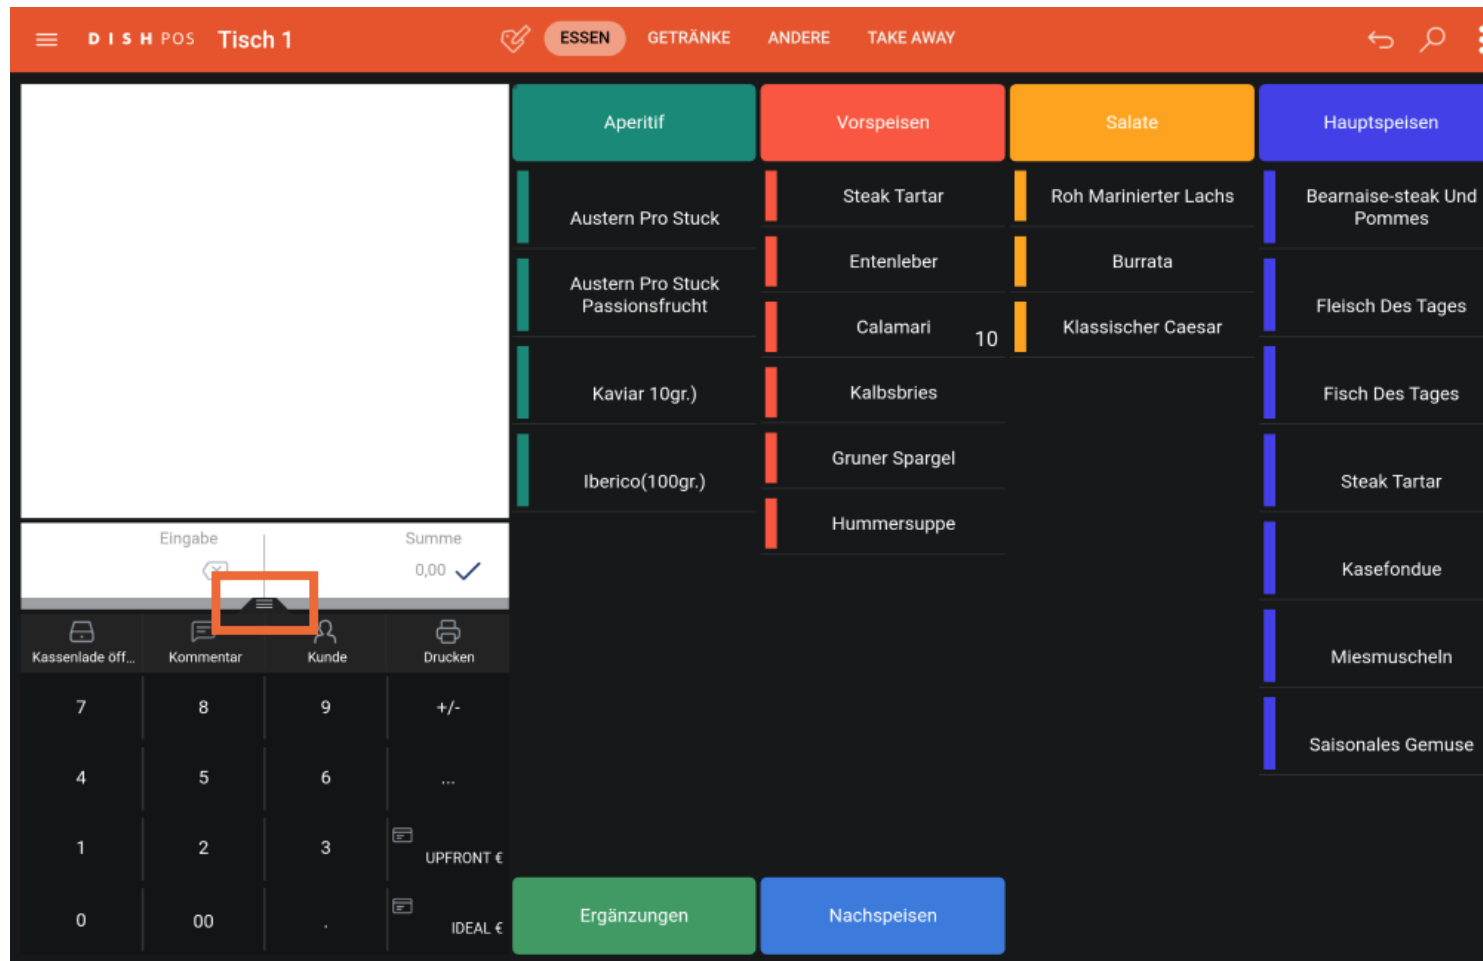 DISH POS Tisch 1
ESSEN GETRÄNKE ANDERE TAKE AWAY
Aperitif
Austern Pro Stuck
Austern Pro Stuck
Passionsfrucht
Kaviar 10gr.)
Iberico(100gr.)
Vorspeisen
Steak Tartar
Entenleber
Calamari 10
Kalbsbries
Gruner Spargel
Hummersuppe
Salate
Roh Marinierter Lachs
Burrata
Klassischer Caesar
Hauptspeisen
Bearnaise-steak Und
Pommes
Fleisch Des Tages
Fisch Des Tages
Steak Tartar
Kasefondue
Miesmuscheln
Saisonales Gemuse
Eingabe Summe
0,00
Kassenlade öff... Kommentar Kunde Drucken
7 8 9 +/-
4 5 6 ...
1 2 3 UPFRONT €
0 00 . IDEAL €
Ergänzungen Nachspeisen